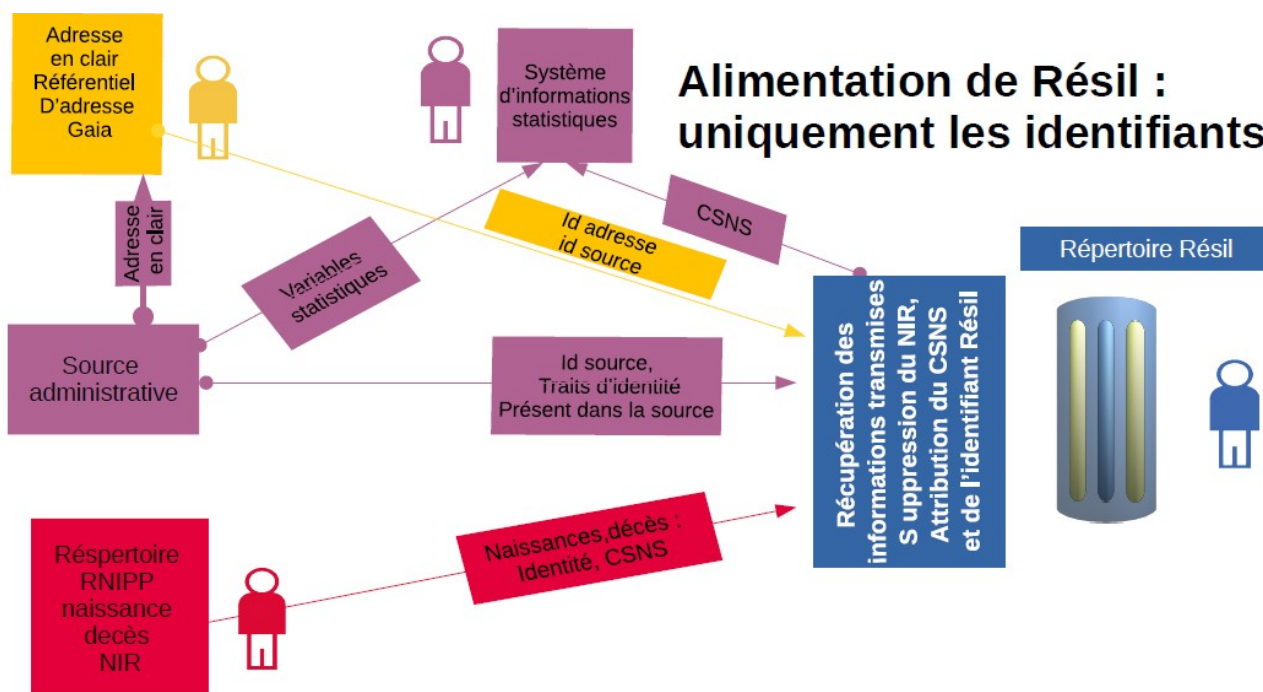 Adresse
en clair
Référentiel
D'adresse
Gaia
Système
d'informations
statistiques
Alimentation de Résil :
uniquement les identifiants
Adresse
en clair
Variables
statistiques
Id adresse
id source
CSNS
Répertoire Résil
Source
administrative
Id source,
Traits d'identité
Présent dans la source
Récupération des
informations transmises
S uppression du NIR,
Attribution du CSNS
et de l'identifiant Résil
Réspertoire
RNIPP
naissance
decès
NIR
Naissances,décès :
Identité, CSNS